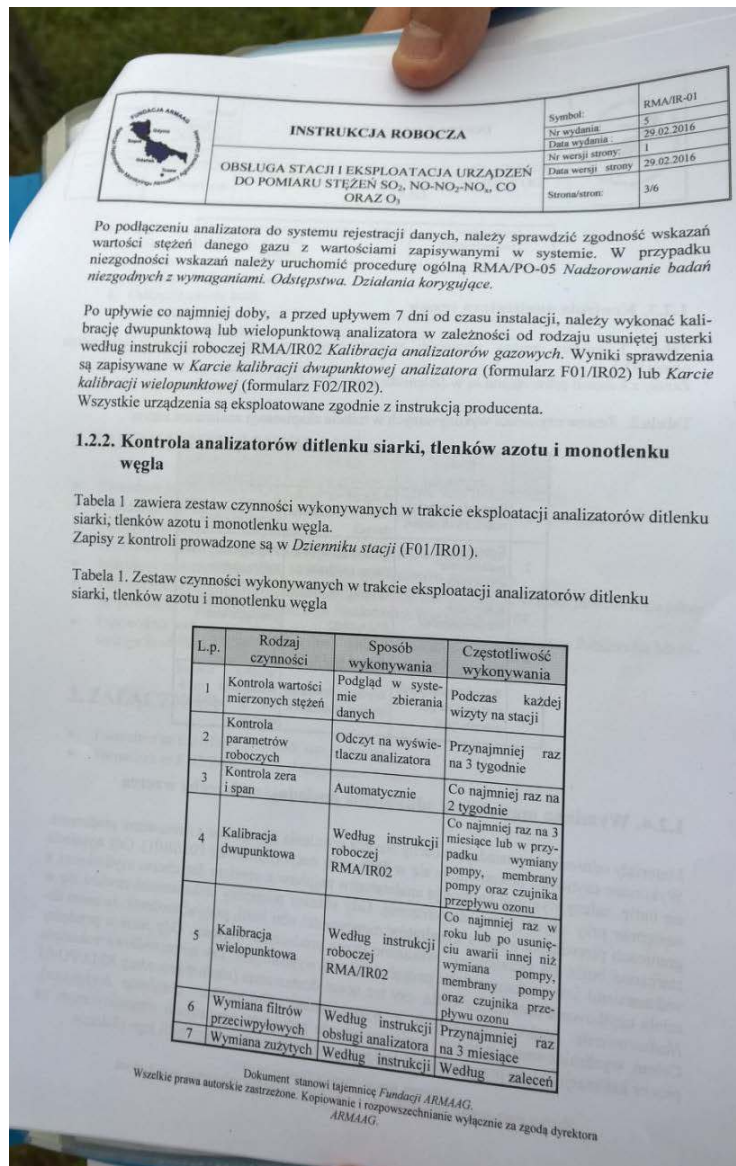 FUNDACJA ARMAAG
Gdynia
Sopot
Gdańsk
Tczew
INSTRUKCJA ROBOCZA
OBSŁUGA STACJI I EKSPLOATACJA URZĄDZEŃ
DO POMIARU STĘŻEŃ SO₂, NO-NO₂-NOₓ, CO
ORAZ O₃
Symbol: RMA/IR-01
Nr wydania: 5
Data wydania : 29.02.2016
Nr wersji strony: 1
Data wersji strony 29.02.2016
Strona/stron: 3/6
Po podłączeniu analizatora do systemu rejestracji danych, należy sprawdzić zgodność wskazań
wartości stężeń danego gazu z wartościami zapisywanymi w systemie. W przypadku
niezgodności wskazań należy uruchomić procedurę ogólną RMA/PO-05 Nadzorowanie badań
niezgodnych z wymaganiami. Odstępstwa. Działania korygujące.
Po upływie co najmniej doby, a przed upływem 7 dni od czasu instalacji, należy wykonać kali-
brację dwupunktową lub wielopunktową analizatora w zależności od rodzaju usuniętej usterki
według instrukcji roboczej RMA/IR02 Kalibracja analizatorów gazowych. Wyniki sprawdzenia
są zapisywane w Karcie kalibracji dwupunktowej analizatora (formularz F01/IR02) lub Karcie
kalibracji wielopunktowej (formularz F02/IR02).
Wszystkie urządzenia są eksploatowane zgodnie z instrukcją producenta.
1.2.2. Kontrola analizatorów ditlenku siarki, tlenków azotu i monotlenku
węgla
Tabela 1 zawiera zestaw czynności wykonywanych w trakcie eksploatacji analizatorów ditlenku
siarki, tlenków azotu i monotlenku węgla.
Zapisy z kontroli prowadzone są w Dzienniku stacji (F01/IR01).
Tabela 1. Zestaw czynności wykonywanych w trakcie eksploatacji analizatorów ditlenku
siarki, tlenków azotu i monotlenku węgla
L.p.
Rodzaj
czynności
Sposób
wykonywania
Częstotliwość
wykonywania
1
Kontrola wartości
mierzonych stężeń
Podgląd w syste-
mie zbierania
danych
Podczas każdej
wizyty na stacji
2
Kontrola
parametrów
roboczych
Odczyt na wyświe-
tlaczu analizatora
Przynajmniej raz
na 3 tygodnie
3
Kontrola zera
i span
Automatycznie
Co najmniej raz na
2 tygodnie
4
Kalibracja
dwupunktowa
Według instrukcji
roboczej
RMA/IR02
Co najmniej raz na 3
miesiące lub w przy-
padku wymiany
pompy, membrany
pompy oraz czujnika
przepływu ozonu
5
Kalibracja
wielopunktowa
Według instrukcji
roboczej
RMA/IR02
Co najmniej raz w
roku lub po usunię-
ciu awarii innej niż
wymiana pompy,
membrany pompy
oraz czujnika prze-
pływu ozonu
6
Wymiana filtrów
przeciwpyłowych
Według instrukcji
obsługi analizatora
Przynajmniej raz
na 3 miesiące
7
Wymiana zużytych
Według instrukcji
Według zaleceń
Dokument stanowi tajemnicę Fundacji ARMAAG.
Wszelkie prawa autorskie zastrzeżone. Kopiowanie i rozpowszechnianie wyłącznie za zgodą dyrektora
ARMAAG.